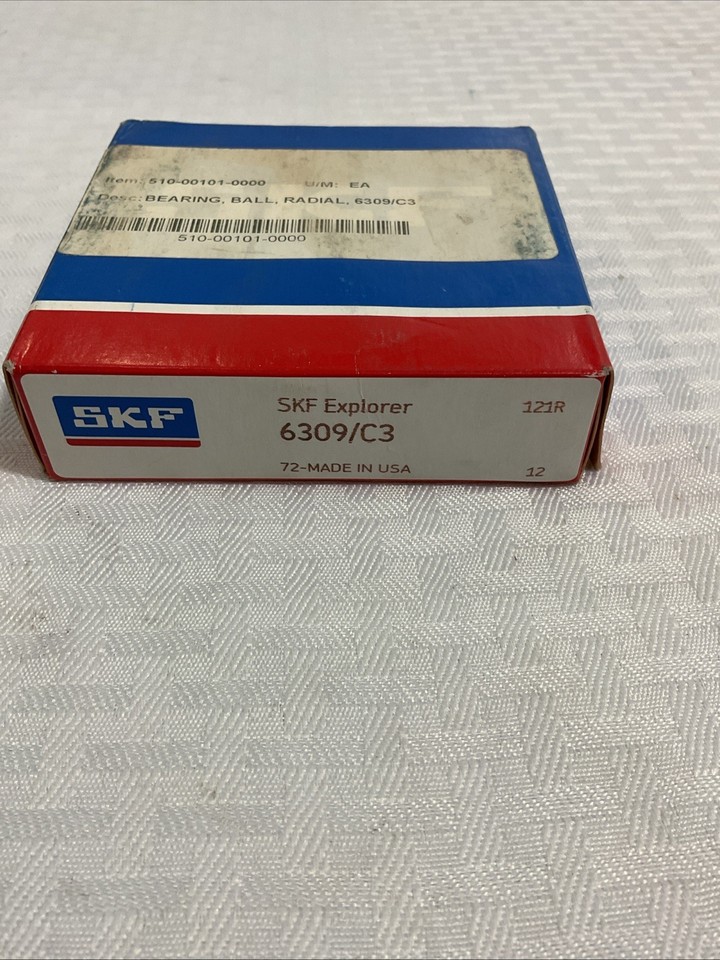 Item: 510-00101-0000 U/M: EA
Desc: BEARING, BALL, RADIAL, 6309/C3
510-00101-0000
SKF
SKF Explorer
121R
6309/C3
72-MADE IN USA
12